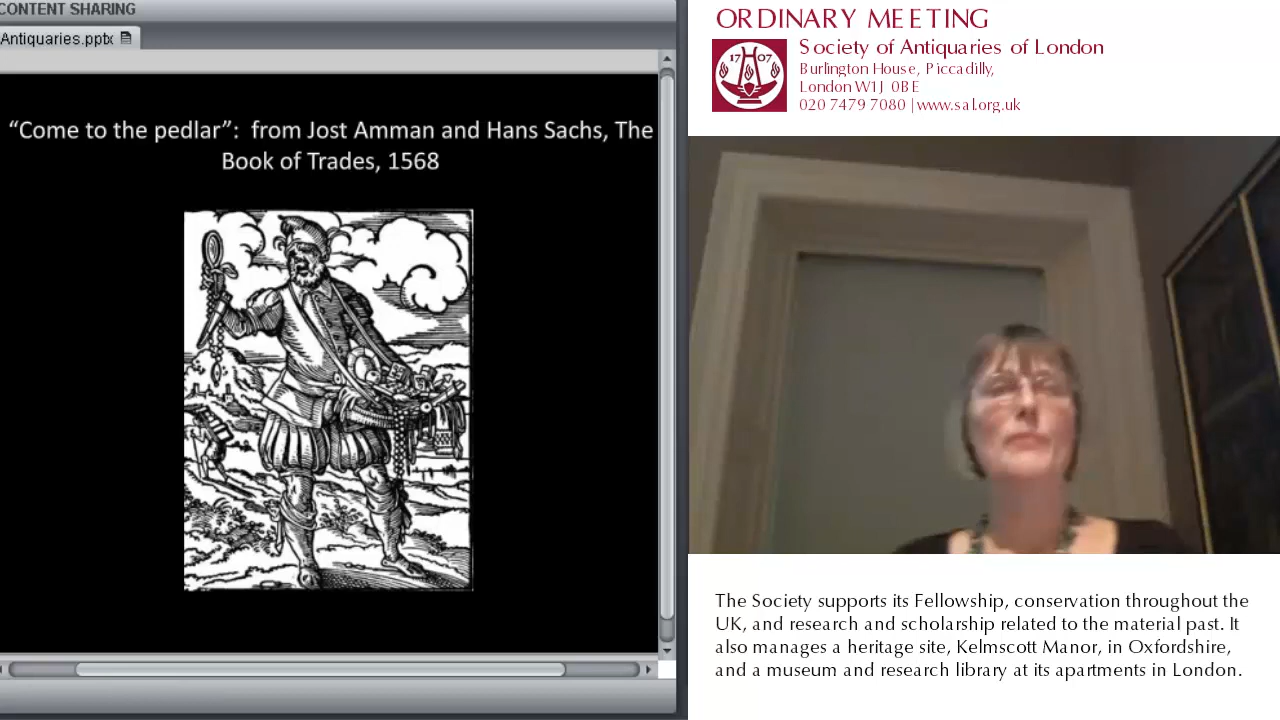 CONTENT SHARING
Antiquaries.pptx
“Come to the pedlar”: from Jost Amman and Hans Sachs, The
Book of Trades, 1568
ORDINARY MEETING
1707
Society of Antiquaries of London
Burlington House, Piccadilly,
London W1J 0BE
020 7479 7080 | www.sal.org.uk
The Society supports its Fellowship, conservation throughout the
UK, and research and scholarship related to the material past. It
also manages a heritage site, Kelmscott Manor, in Oxfordshire,
and a museum and research library at its apartments in London.